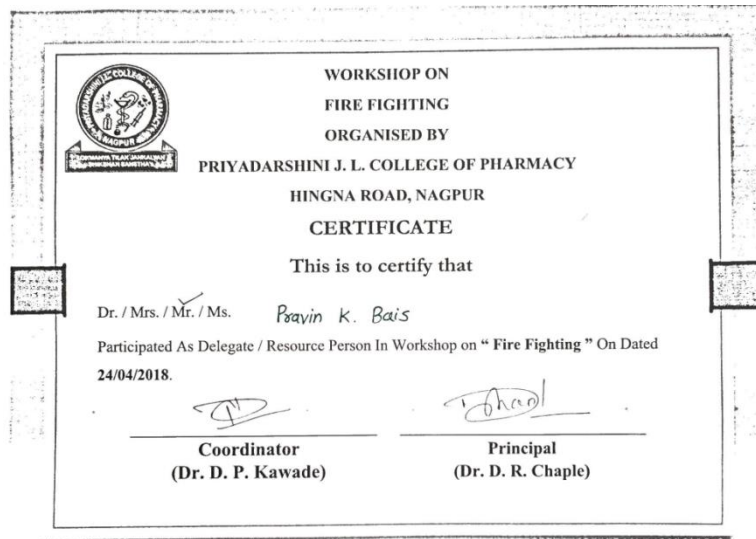 WORKSHOP ON
FIRE FIGHTING
ORGANISED BY
PRIYADARSHINI J. L. COLLEGE OF PHARMACY
HINGNA ROAD, NAGPUR
CERTIFICATE
This is to certify that
Dr. / Mrs. / Mr. / Ms. Pravin K. Bais
Participated As Delegate / Resource Person In Workshop on “ Fire Fighting ” On Dated
24/04/2018.
Coordinator
(Dr. D. P. Kawade)
Principal
(Dr. D. R. Chaple)